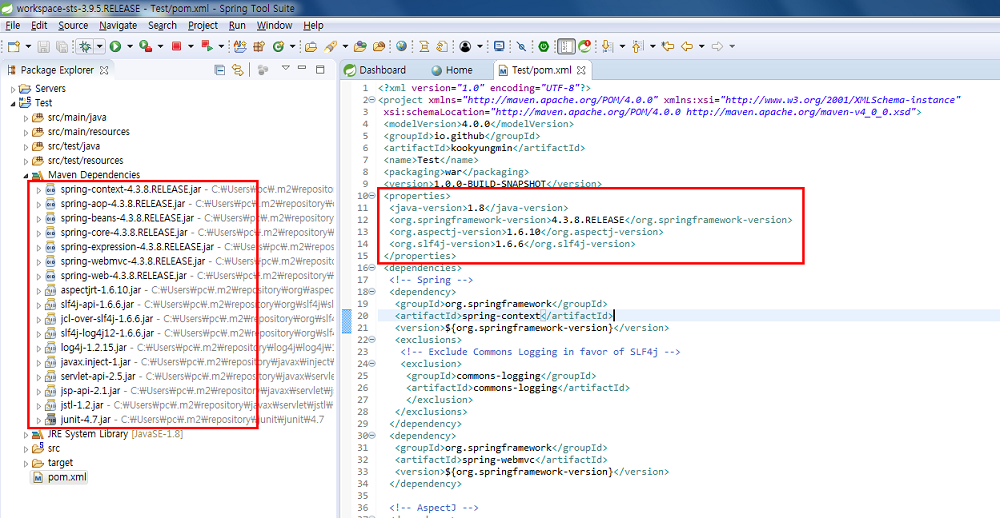 workspace-sts-3.9.5.RELEASE - Test/pom.xml - Spring Tool Suite
File Edit Source Navigate Search Project Run Window Help
Package Explorer
Servers
Test
src/main/java
src/main/resources
src/test/java
src/test/resources
Maven Dependencies
spring-context-4.3.8.RELEASE.jar - C:₩Users₩pc₩.m2₩repositor
spring-aop-4.3.8.RELEASE.jar - C:₩Users₩pc₩.m2₩repository₩o
spring-beans-4.3.8.RELEASE.jar - C:₩Users₩pc₩.m2₩repository
spring-core-4.3.8.RELEASE.jar - C:₩Users₩pc₩.m2₩repository₩
spring-expression-4.3.8.RELEASE.jar - C:₩Users₩pc₩.m2₩repos
spring-webmvc-4.3.8.RELEASE.jar - C:₩Users₩pc₩.m2₩reposito
spring-web-4.3.8.RELEASE.jar - C:₩Users₩pc₩.m2₩repository₩o
aspectjrt-1.6.10.jar - C:₩Users₩pc₩.m2₩repository₩org₩aspec
slf4j-api-1.6.6.jar - C:₩Users₩pc₩.m2₩repository₩org₩slf4j₩sl
jcl-over-slf4j-1.6.6.jar - C:₩Users₩pc₩.m2₩repository₩org₩slf
slf4j-log4j12-1.6.6.jar - C:₩Users₩pc₩.m2₩repository₩org₩slf4
log4j-1.2.15.jar - C:₩Users₩pc₩.m2₩repository₩log4j₩log4j₩1.
javax.inject-1.jar - C:₩Users₩pc₩.m2₩repository₩javax₩inject₩
servlet-api-2.5.jar - C:₩Users₩pc₩.m2₩repository₩javax₩servle
jsp-api-2.1.jar - C:₩Users₩pc₩.m2₩repository₩javax₩servlet₩j
jstl-1.2.jar - C:₩Users₩pc₩.m2₩repository₩javax₩servlet₩jstl₩
junit-4.7.jar - C:₩Users₩pc₩.m2₩repository₩junit₩junit₩4.7
JRE System Library [JavaSE-1.8]
src
target
pom.xml
Dashboard Home Test/pom.xml
1 <?xml version="1.0" encoding="UTF-8"?>
2 <project xmlns="http://maven.apache.org/POM/4.0.0" xmlns:xsi="http://www.w3.org/2001/XMLSchema-instance"
3 xsi:schemaLocation="http://maven.apache.org/POM/4.0.0 http://maven.apache.org/maven-v4_0_0.xsd">
4 <modelVersion>4.0.0</modelVersion>
5 <groupId>io.github</groupId>
6 <artifactId>kookyungmin</artifactId>
7 <name>Test</name>
8 <packaging>war</packaging>
9 <version>1.0.0-BUILD-SNAPSHOT</version>
10 <properties>
11 <java-version>1.8</java-version>
12 <org.springframework-version>4.3.8.RELEASE</org.springframework-version>
13 <org.aspectj-version>1.6.10</org.aspectj-version>
14 <org.slf4j-version>1.6.6</org.slf4j-version>
15 </properties>
16 <dependencies>
17 <!-- Spring -->
18 <dependency>
19 <groupId>org.springframework</groupId>
20 <artifactId>spring-context</artifactId>
21 <version>${org.springframework-version}</version>
22 <exclusions>
23 <!-- Exclude Commons Logging in favor of SLF4j -->
24 <exclusion>
25 <groupId>commons-logging</groupId>
26 <artifactId>commons-logging</artifactId>
27 </exclusion>
28 </exclusions>
29 </dependency>
30 <dependency>
31 <groupId>org.springframework</groupId>
32 <artifactId>spring-webmvc</artifactId>
33 <version>${org.springframework-version}</version>
34 </dependency>
35
36 <!-- AspectJ -->